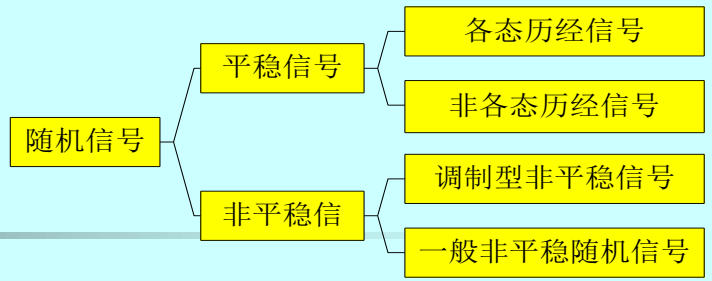 随机信号
平稳信号
各态历经信号
非各态历经信号
非平稳信
调制型非平稳信号
一般非平稳随机信号